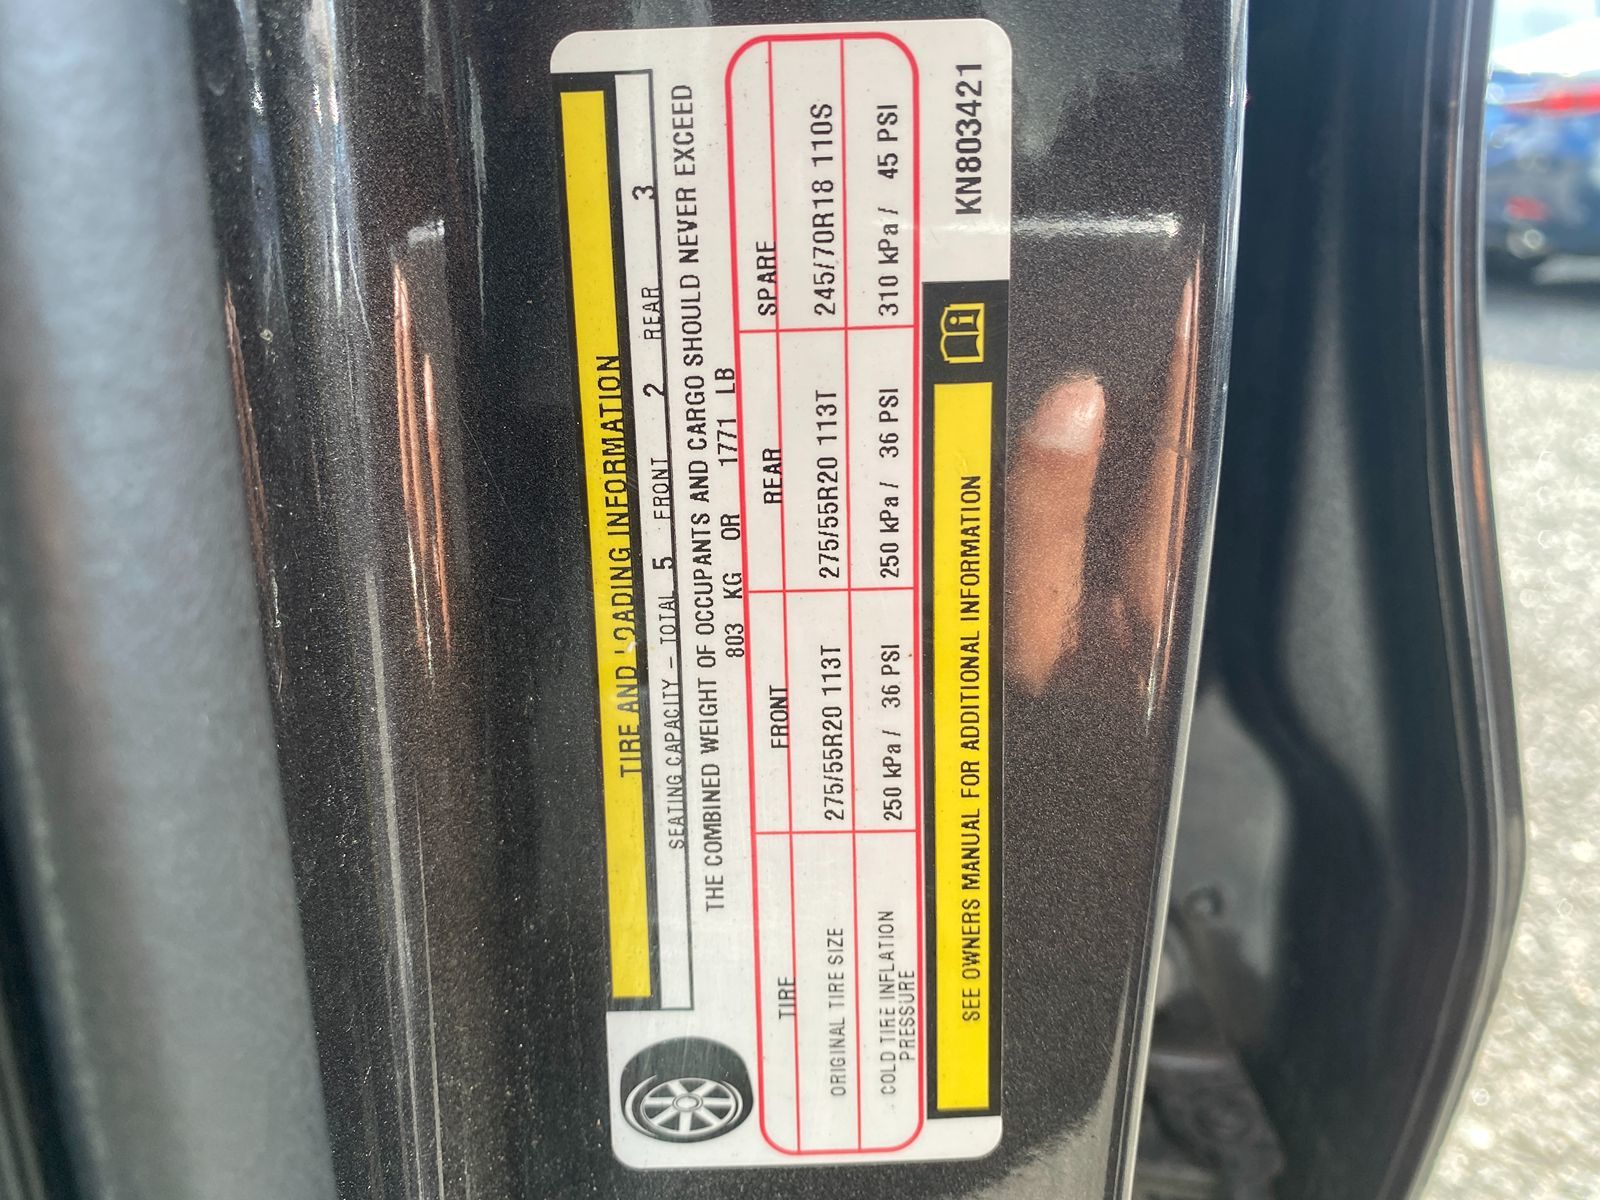 TIRE AND LOADING INFORMATION
SEATING CAPACITY - TOTAL 5 FRONT 2 REAR 3
THE COMBINED WEIGHT OF OCCUPANTS AND CARGO SHOULD NEVER EXCEED
803 KG OR 1771 LB
TIRE FRONT REAR SPARE
ORIGINAL TIRE SIZE 275/55R20 113T 275/55R20 113T 245/70R18 110S
COLD TIRE INFLATION PRESSURE 250 kPa / 36 PSI 250 kPa / 36 PSI 310 kPa / 45 PSI
SEE OWNERS MANUAL FOR ADDITIONAL INFORMATION
KN803421